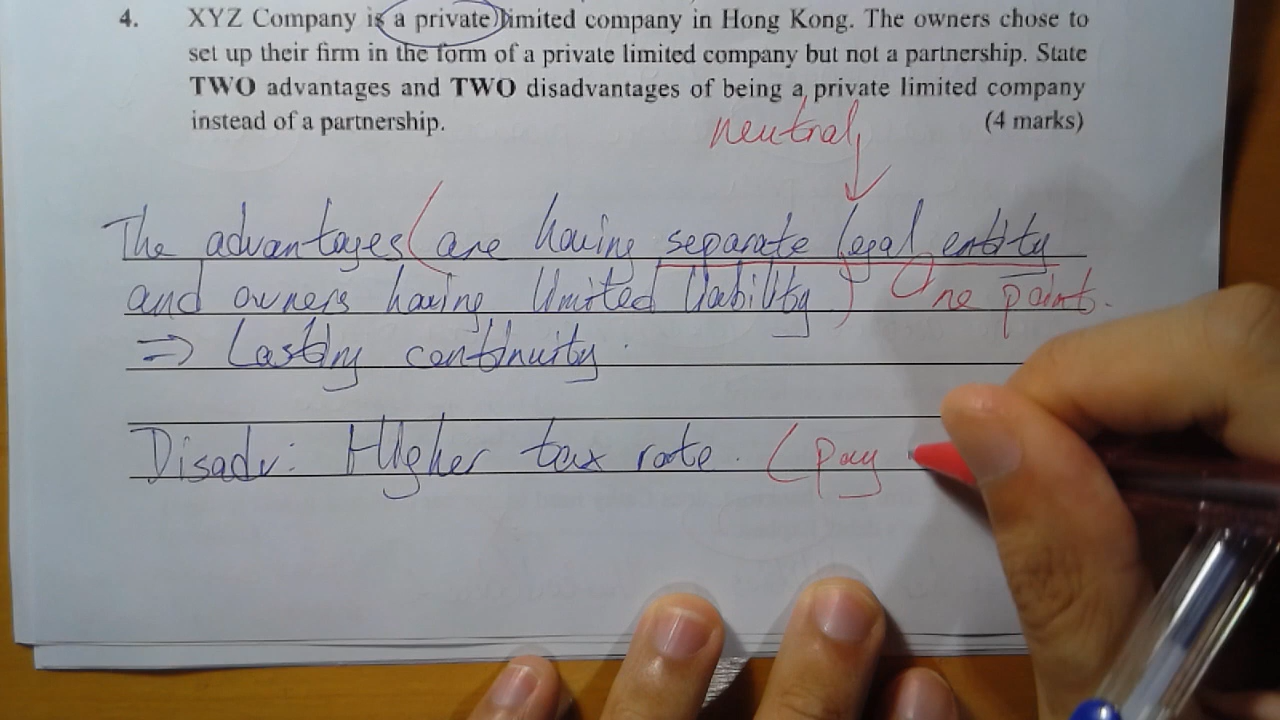 4. XYZ Company is a private limited company in Hong Kong. The owners chose to
set up their firm in the form of a private limited company but not a partnership. State
TWO advantages and TWO disadvantages of being a private limited company
instead of a partnership. (4 marks)
neutral
The advantages (are having separate legal entity
and owners having limited liability) One point.
=> Lasting continuity.
Disadv: Higher tax rate. (pay